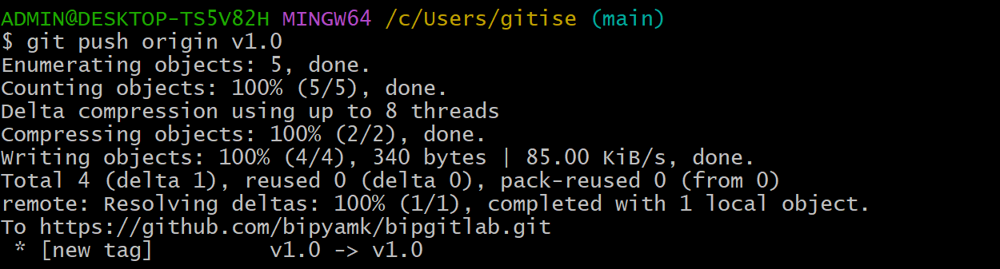 ADMIN@DESKTOP-TS5V82H MINGW64 /c/Users/gitise (main)
$ git push origin v1.0
Enumerating objects: 5, done.
Counting objects: 100% (5/5), done.
Delta compression using up to 8 threads
Compressing objects: 100% (2/2), done.
Writing objects: 100% (4/4), 340 bytes | 85.00 KiB/s, done.
Total 4 (delta 1), reused 0 (delta 0), pack-reused 0 (from 0)
remote: Resolving deltas: 100% (1/1), completed with 1 local object.
To https://github.com/bipyamk/bipgitlab.git
 * [new tag]         v1.0 -> v1.0